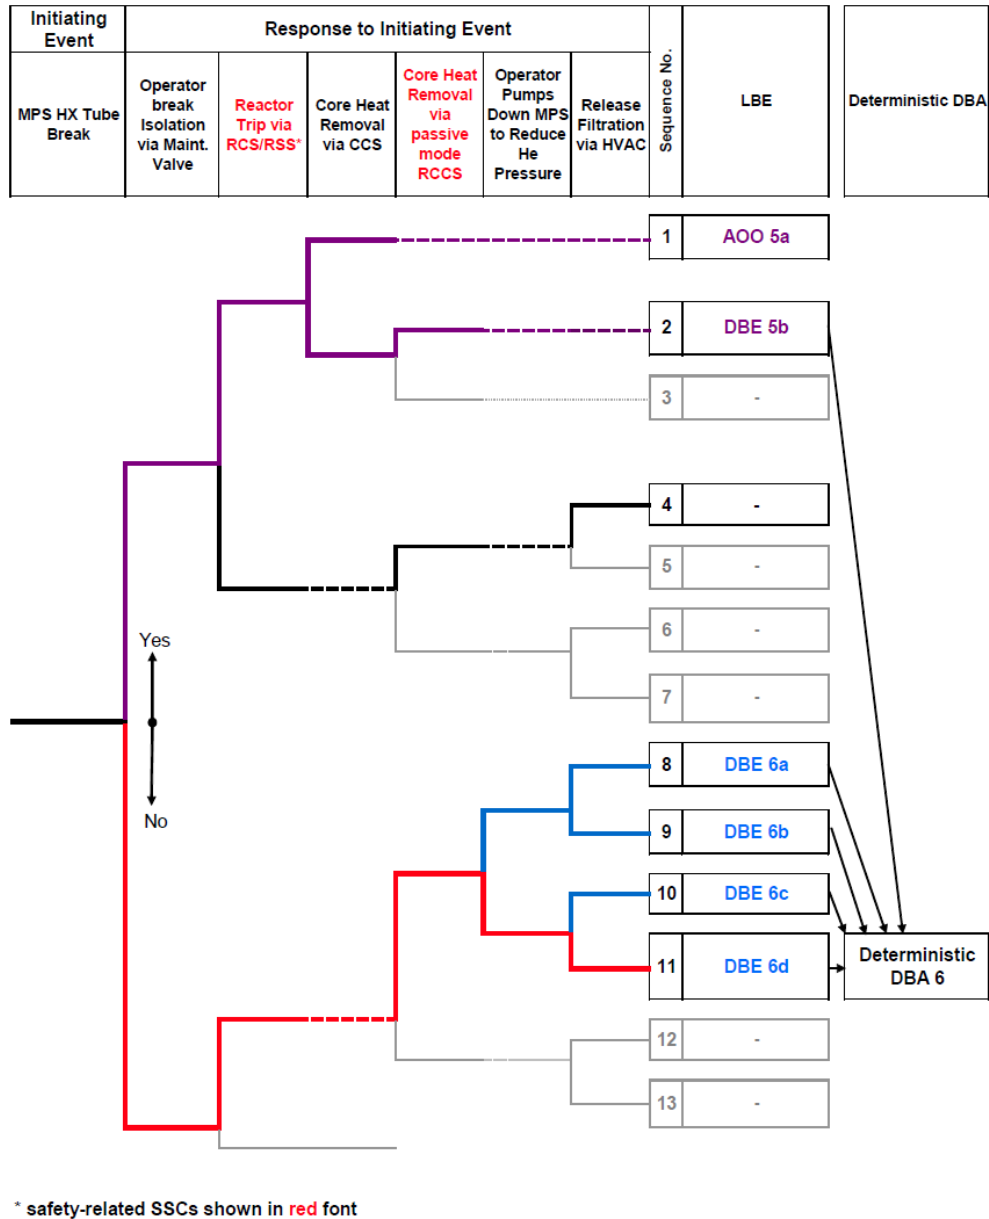 Initiating
Event
Response to Initiating Event
MPS HX Tube
Break
Operator
break
Isolation
via Maint.
Valve
Reactor
Trip via
RCS/RSS*
Core Heat
Removal
via CCS
Core Heat
Removal
via
passive
mode
RCCS
Operator
Pumps
Down MPS
to Reduce
He
Pressure
Release
Filtration
via HVAC
Sequence No.
LBE
Deterministic DBA
1 AOO 5a
2 DBE 5b
3 -
4 -
5 -
6 -
7 -
Yes
No
8 DBE 6a
9 DBE 6b
10 DBE 6c
11 DBE 6d
Deterministic
DBA 6
12 -
13 -
* safety-related SSCs shown in red font